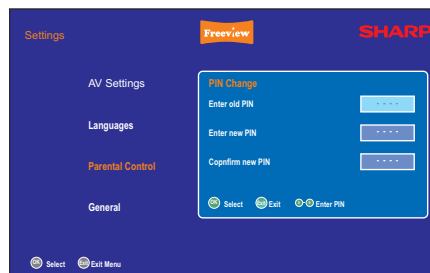 Settings
Freeview
SHARP
AV Settings
Languages
Parental Control
General
PIN Change
Enter old PIN
- - - -
Enter new PIN
- - - -
Copnfirm new PIN
- - - -
OK Select Exit Exit 0-9 Enter PIN
OK Select Exit Exit Menu